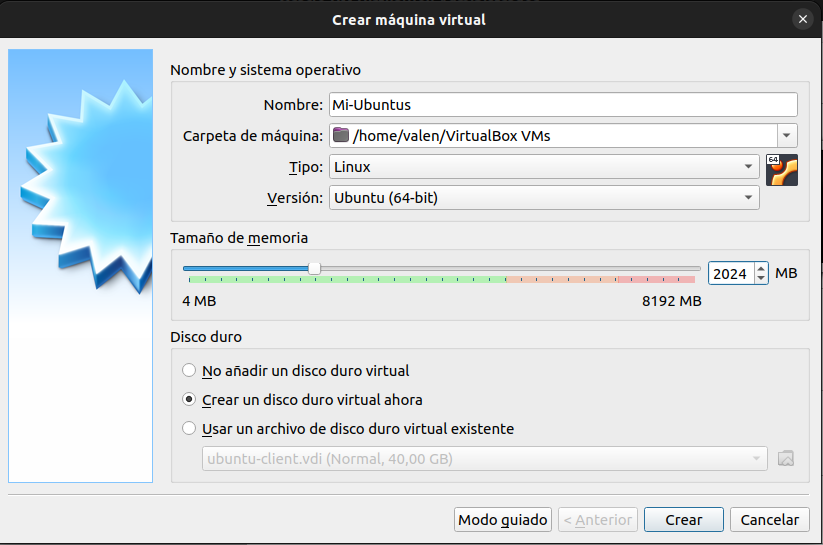 Crear máquina virtual
Nombre y sistema operativo
Nombre: Mi-Ubuntus
Carpeta de máquina: /home/valen/VirtualBox VMs
Tipo: Linux
64
Versión: Ubuntu (64-bit)
Tamaño de memoria
2024 MB
4 MB 8192 MB
Disco duro
No añadir un disco duro virtual
Crear un disco duro virtual ahora
Usar un archivo de disco duro virtual existente
ubuntu-client.vdi (Normal, 40,00 GB)
Modo guiado < Anterior Crear Cancelar